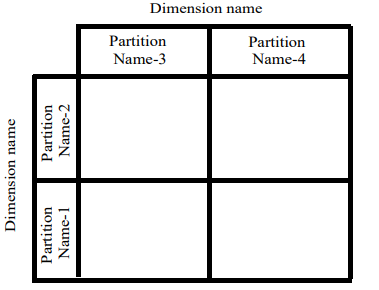 Dimension name
Partition
Name-3
Partition
Name-4
Dimension name
Partition
Name-2
Partition
Name-1